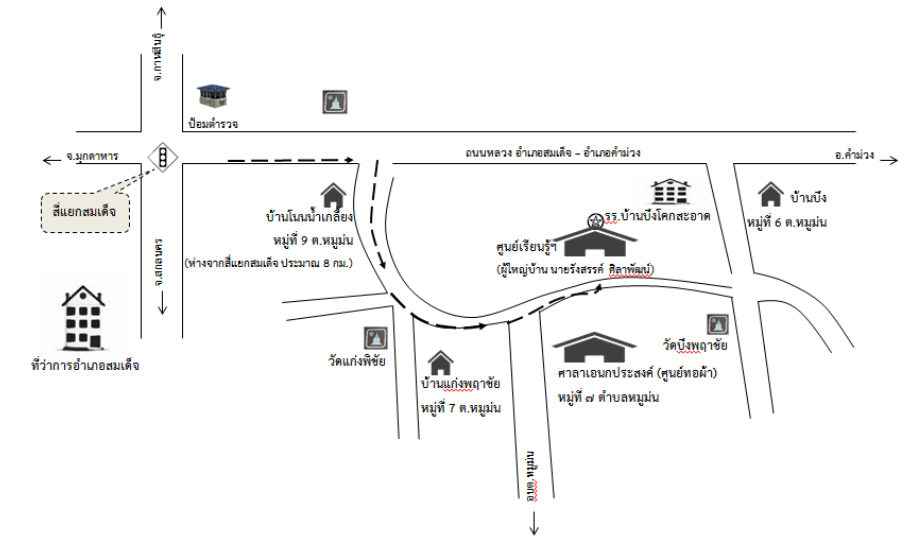 จ.กาฬสินธุ์
ป้อมตำรวจ
จ.มุกดาหาร
ถนนหลวง อำเภอสมเด็จ – อำเภอคำม่วง
อ.คำม่วง
สี่แยกสมเด็จ
บ้านโนนน้ำเกลี้ยง
หมู่ที่ 9 ต.หมูม่น
(ห่างจากสี่แยกสมเด็จ ประมาณ 8 กม.)
รร.บ้านบึงโคกสะอาด
บ้านบึง
หมู่ที่ 6 ต.หมูม่น
ศูนย์เรียนรู้ฯ
(ผู้ใหญ่บ้าน นายรังสรรค์ ศิลาพัฒน์)
จ.สกลนคร
ที่ว่าการอำเภอสมเด็จ
วัดแก่งพิชัย
บ้านแก่งพฤาชัย
หมู่ที่ 7 ต.หมูม่น
วัดบึงพฤาชัย
ศาลาเอนกประสงค์ (ศูนย์ทอผ้า)
หมู่ที่ ๗ ตำบลหมูม่น
อบต.หมูม่น